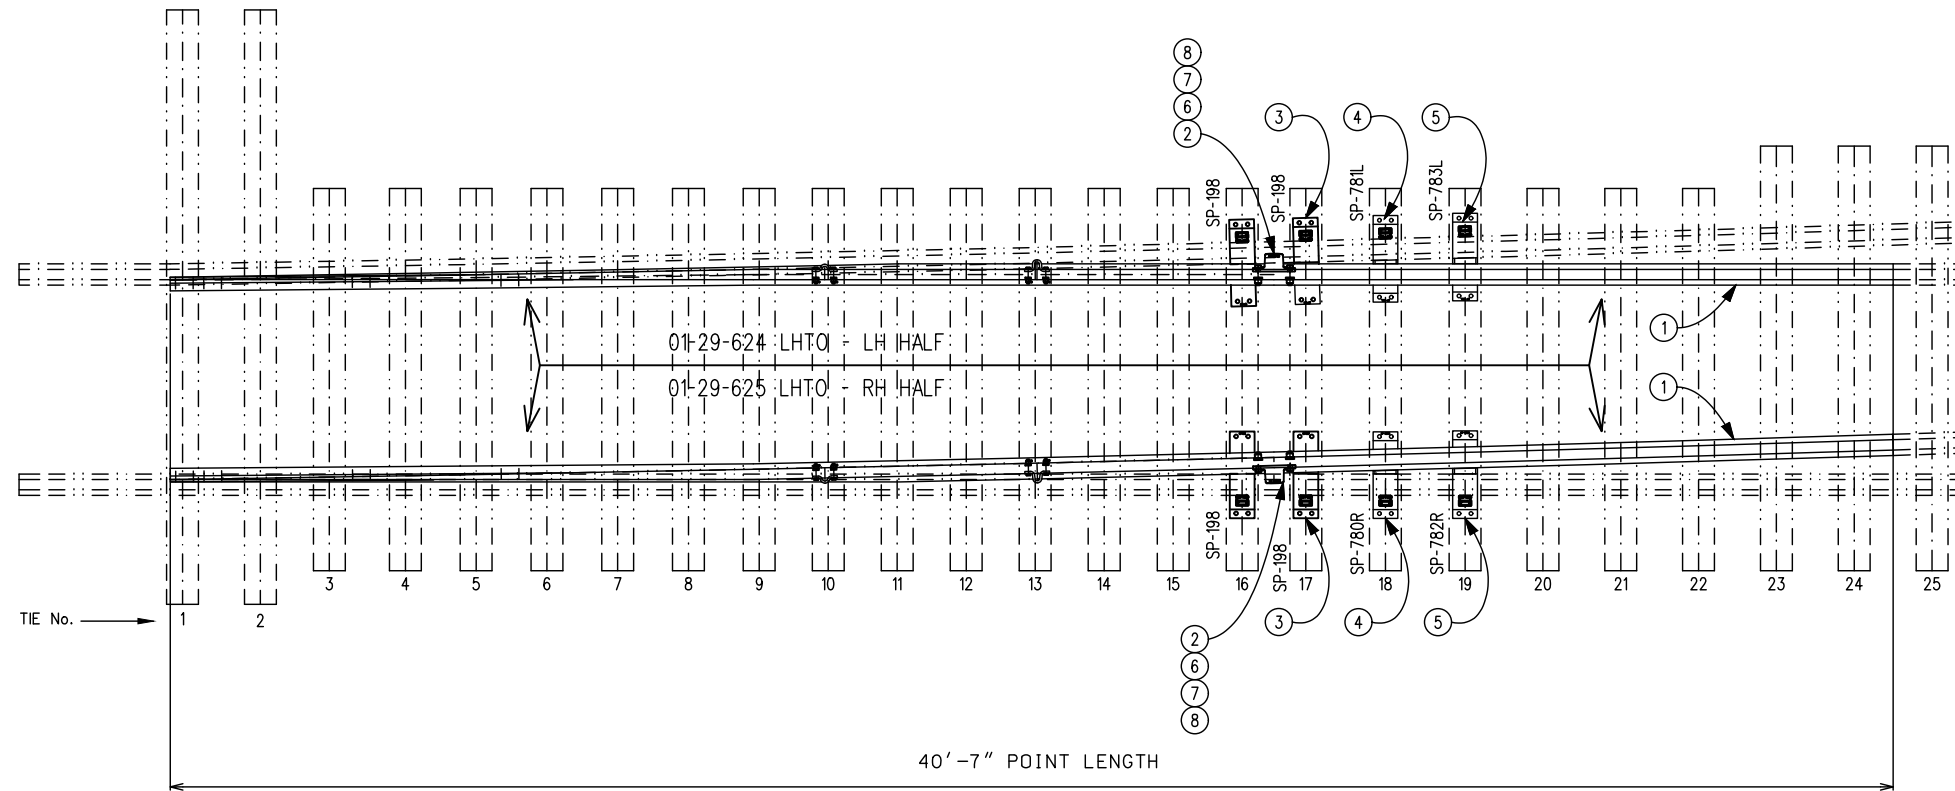 8
7
6
2
3
4
5
SP-198
SP-198
SP-781L
SP-783L
01-29-624 LHTO - LH HALF
01-29-625 LHTO - RH HALF
1
1
SP-198
SP-198
SP-780R
SP-782R
3 4 5 6 7 8 9 10 11 12 13 14 15 16 17 18 19 20 21 22 23 24 25
TIE No. 1 2
3
4
5
2
6
7
8
40'-7" POINT LENGTH